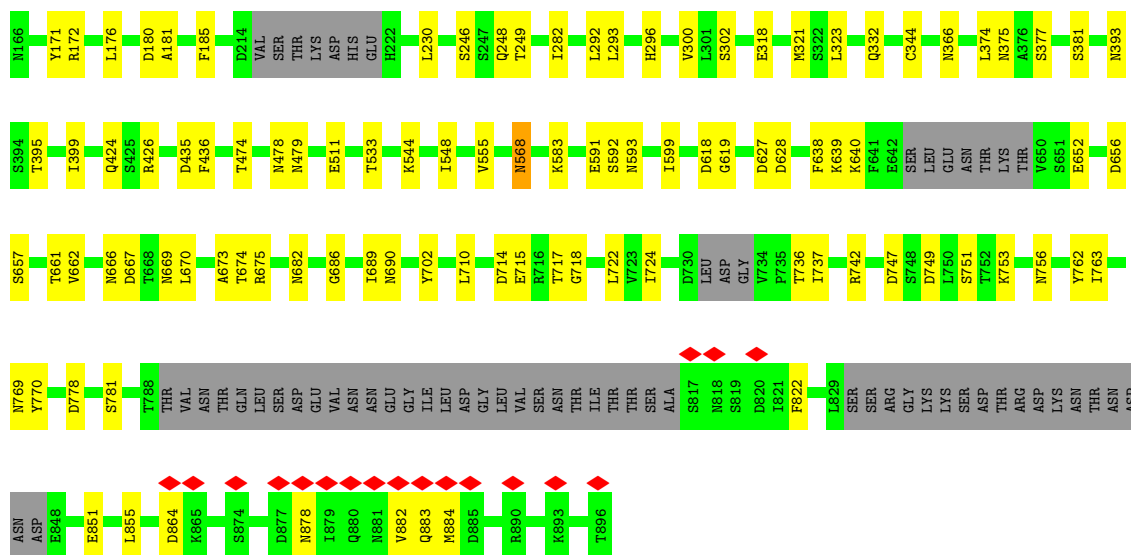 N166 Y171 R172 L176 D180 A181 F185 D214 VAL SER THR LYS ASP HIS GLU H222 L230 S246 S247 Q248 T249 I282 L292 L293 H296 V300 L301 S302 E318 M321 S322 L323 Q332 C344 N366 L374 N375 A376 S377 S381 N393
S394 T395 I399 Q424 S425 R426 D435 F436 T474 N478 N479 E511 T533 K544 I548 V555 N568 K583 E591 S592 N593 I599 D618 G619 D627 D628 F638 K639 K640 F641 E642 SER LEU GLU ASN THR LYS THR V650 S651 E652 D656
S657 T661 V662 N666 D667 T668 N669 L670 A673 T674 R675 N682 G686 I689 N690 Y702 L710 D714 E715 R716 T717 G718 L722 V723 I724 D730 LEU ASP GLY V734 P735 T736 I737 R742 D747 S748 D749 L750 S751 T752 K753 N756 Y762 I763
N769 Y770 D778 S781 T788 THR VAL ASN THR GLN LEU SER ASP GLU VAL ASN ASN GLU GLY ILE LEU ASP GLY LEU VAL SER ASN THR ILE THR THR SER ALA S817 N818 S819 D820 I821 F822 L829 SER SER ARG GLY LYS LYS SER ASP THR ARG ASP LYS ASN THR ASN ASP
ASN ASP E848 E851 L855 D864 K865 S874 D877 N878 I879 Q880 N881 V882 Q883 M884 D885 R890 K893 T896